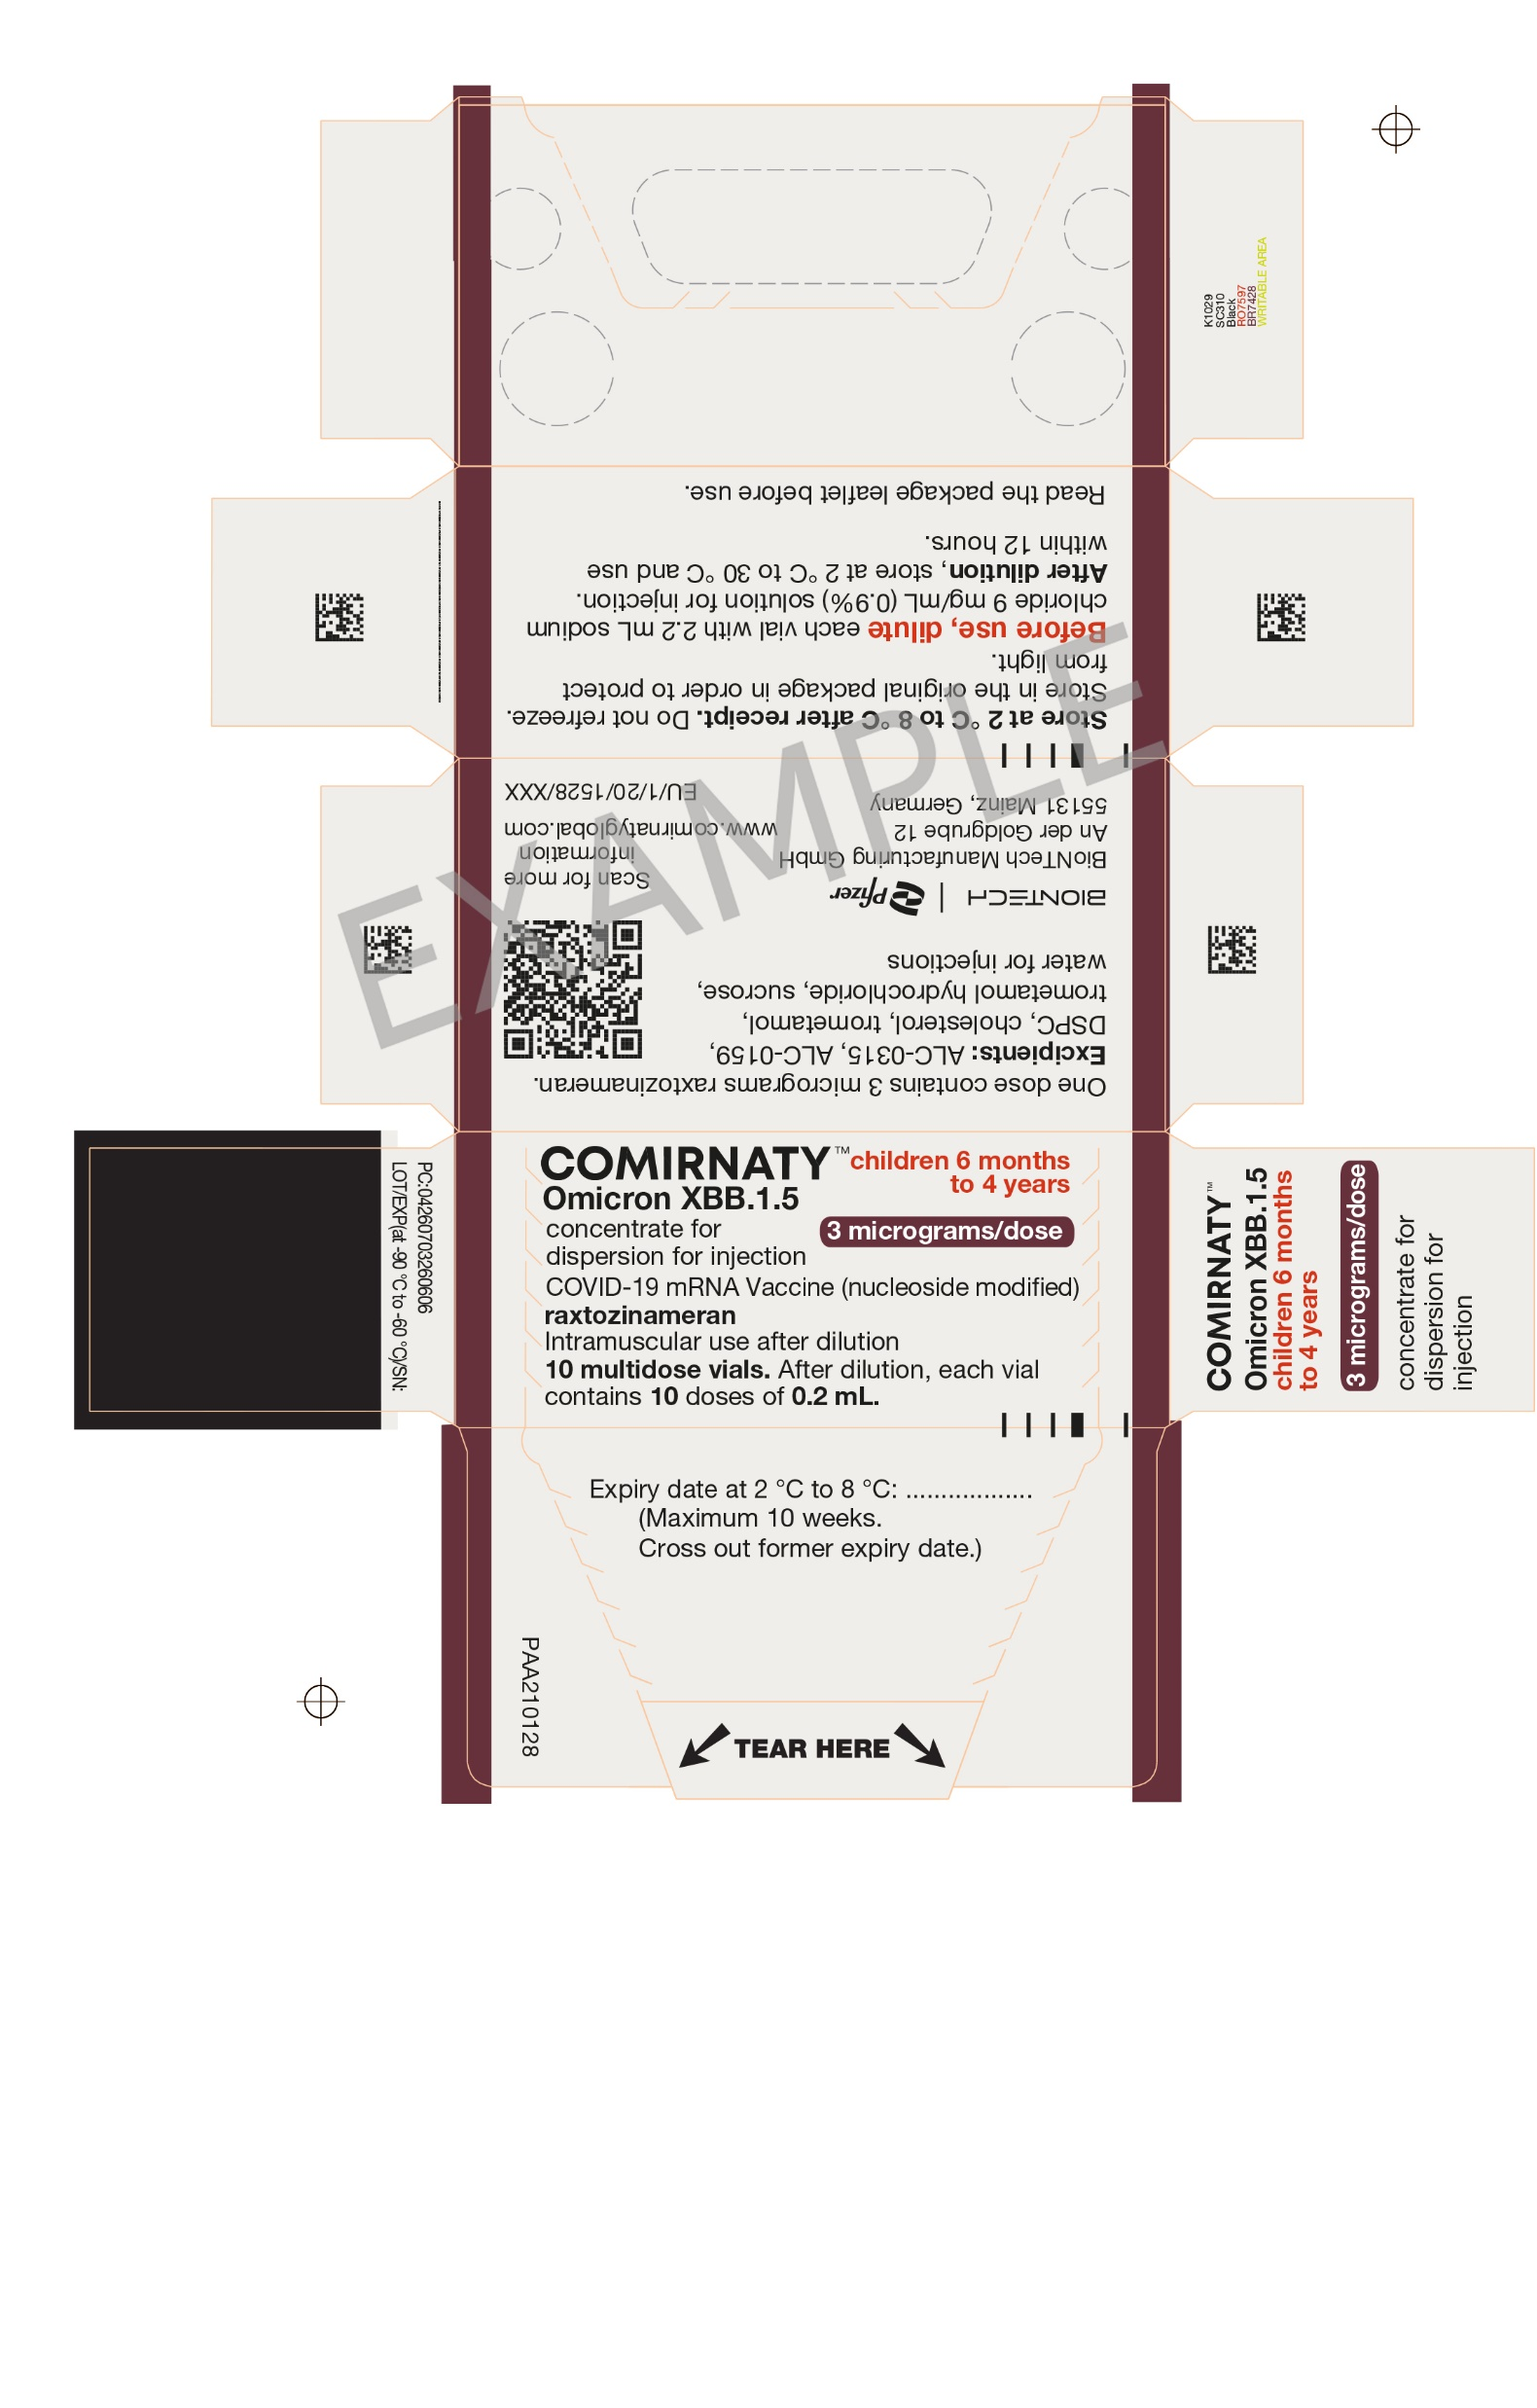 K1029
SC310
Black
RO7597
BR7428
WRITABLE AREA
Read the package leaflet before use.
Store at 2 °C to 8 °C after receipt. Do not refreeze.
Store in the original package in order to protect
from light.
Before use, dilute each vial with 2.2 mL sodium
chloride 9 mg/mL (0.9%) solution for injection.
After dilution, store at 2 °C to 30 °C and use
within 12 hours.
One dose contains 3 micrograms raxtozinameran.
Excipients: ALC-0315, ALC-0159,
DSPC, cholesterol, trometamol,
trometamol hydrochloride, sucrose,
water for injections
BIONTECH | Pfizer
BioNTech Manufacturing GmbH
An der Goldgrube 12
55131 Mainz, Germany
Scan for more
information
www.comirnatyglobal.com
EU/1/20/1528/XXX
EXAMPLE
COMIRNATY™ children 6 months
to 4 years
Omicron XBB.1.5
concentrate for
dispersion for injection
3 micrograms/dose
COVID-19 mRNA Vaccine (nucleoside modified)
raxtozinameran
Intramuscular use after dilution
10 multidose vials. After dilution, each vial
contains 10 doses of 0.2 mL.
PC:04260703260606
LOT/EXP(at -90 °C to -60 °C)/SN:
COMIRNATY™
Omicron XBB.1.5
children 6 months
to 4 years
3 micrograms/dose
concentrate for
dispersion for
injection
Expiry date at 2 °C to 8 °C: ..................
(Maximum 10 weeks.
Cross out former expiry date.)
PAA210128
TEAR HERE